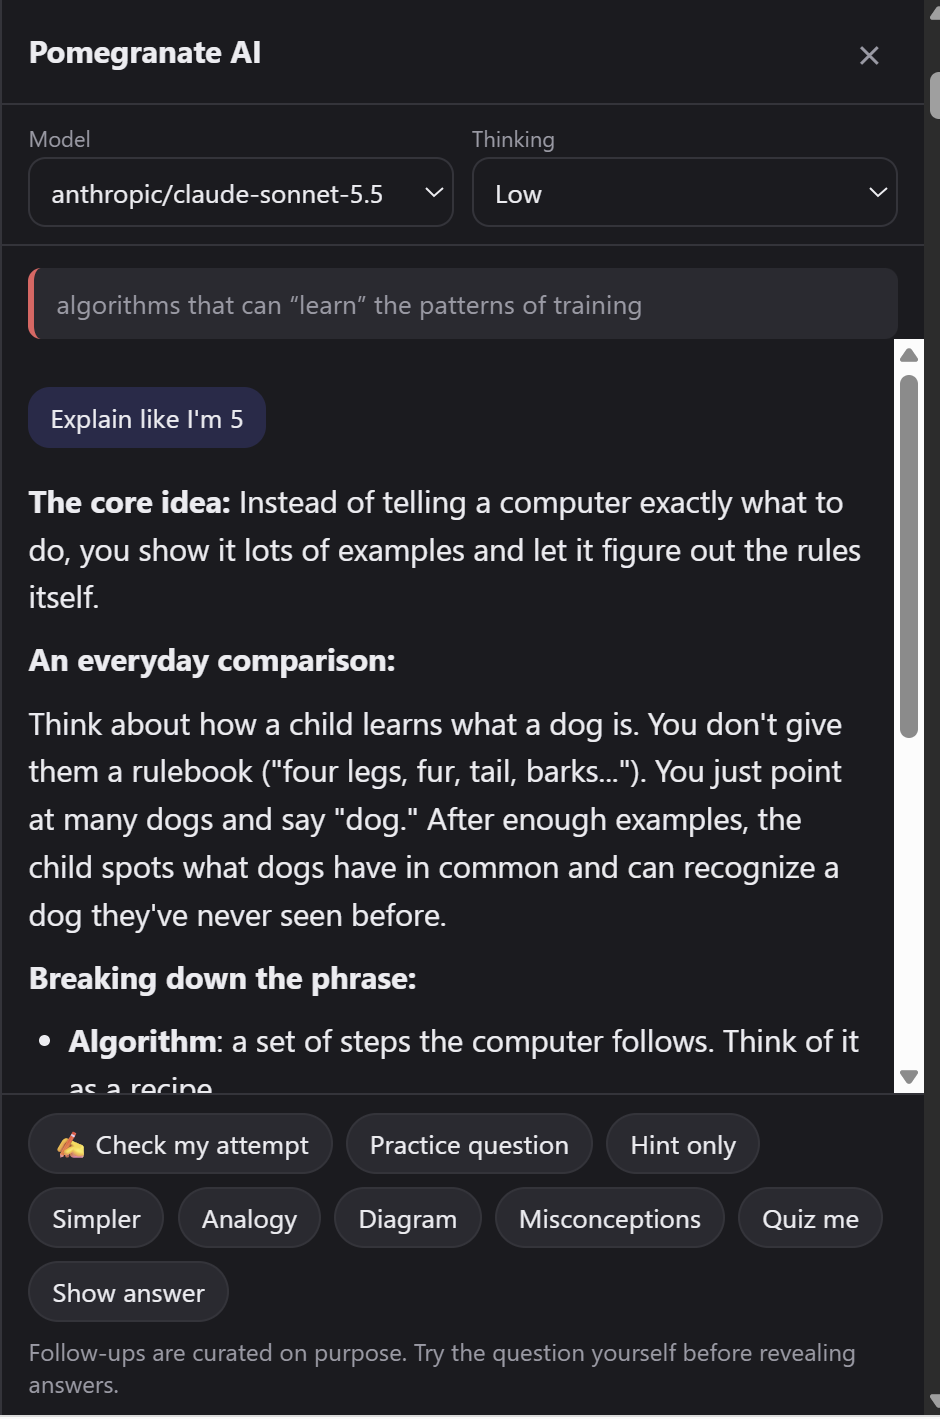 Pomegranate AI
Model
Thinking
anthropic/claude-sonnet-5.5
Low
algorithms that can “learn” the patterns of training
Explain like I'm 5
The core idea: Instead of telling a computer exactly what to
do, you show it lots of examples and let it figure out the rules
itself.
An everyday comparison:
Think about how a child learns what a dog is. You don't give
them a rulebook ("four legs, fur, tail, barks..."). You just point
at many dogs and say "dog." After enough examples, the
child spots what dogs have in common and can recognize a
dog they've never seen before.
Breaking down the phrase:
• Algorithm: a set of steps the computer follows. Think of it
as a recipe
✍️ Check my attempt
Practice question
Hint only
Simpler
Analogy
Diagram
Misconceptions
Quiz me
Show answer
Follow-ups are curated on purpose. Try the question yourself before revealing
answers.